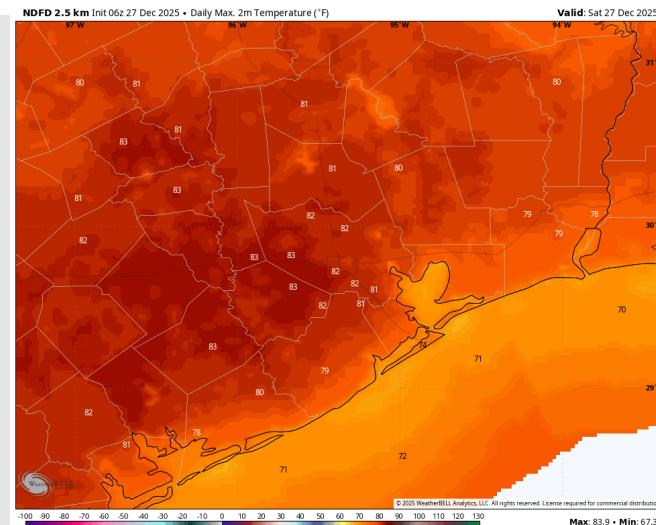 NDFD 2.5 km Init 06z 27 Dec 2025 • Daily Max. 2m Temperature (°F)
Valid: Sat 27 Dec 2025
97°W 96°W 95°W 94°W
31°
80 81 81 80
83 81
81 80
81 83
82 79 78
30°
82 82 79
83 83
82
83 82 81
82 81
70
74
83 71
79
29°
80
82
78
81
72
71
WEATHERBELL
© 2025 WeatherBELL Analytics, LLC. All rights reserved. License required for commercial distributio
-100 -90 -80 -70 -60 -50 -40 -30 -20 -10 0 10 20 30 40 50 60 70 80 90 100 110 120 130
Max: 83.9 • Min: 67.